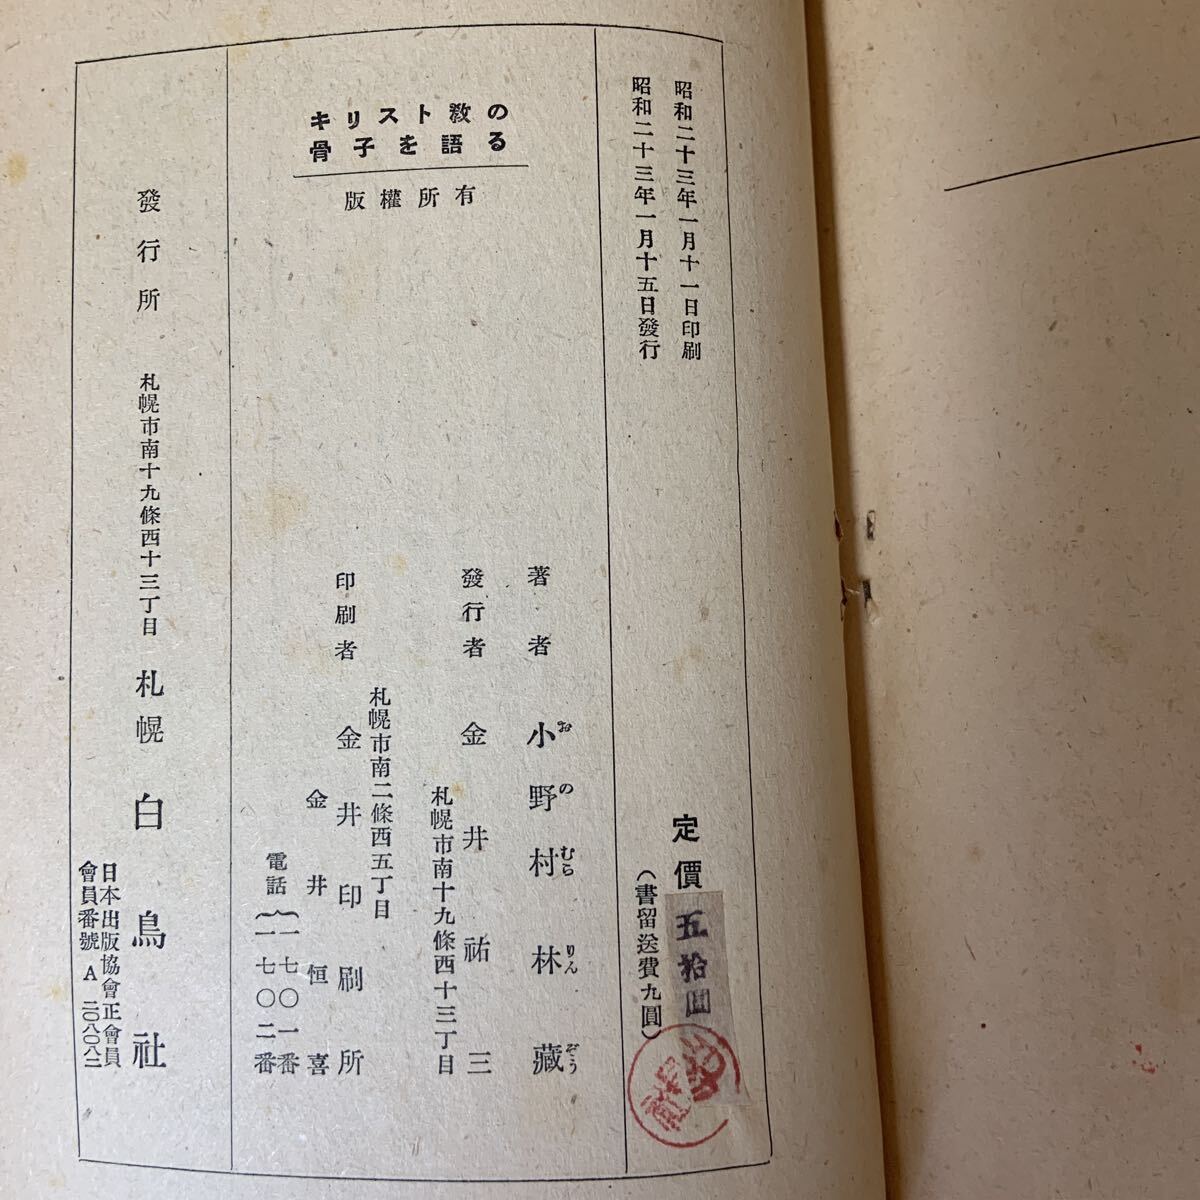 昭和二十三年一月十一日印刷
昭和二十三年一月十五日發行
定價五拾圓
（書留送費九圓）
キリスト教の
骨子を語る
版權所有
著者 小野村林藏
お の むら りん ぞう
發行者 金井祐三
札幌市南十九條西十三丁目
札幌市南二條西五丁目
印刷者 金井印刷所
金井恒喜
電話（一七〇一番
一七〇二番
發行所 札幌市南十九條西十三丁目 札幌 白鳥社
日本出版協會正會員
會員番號 A 二〇八〇八二